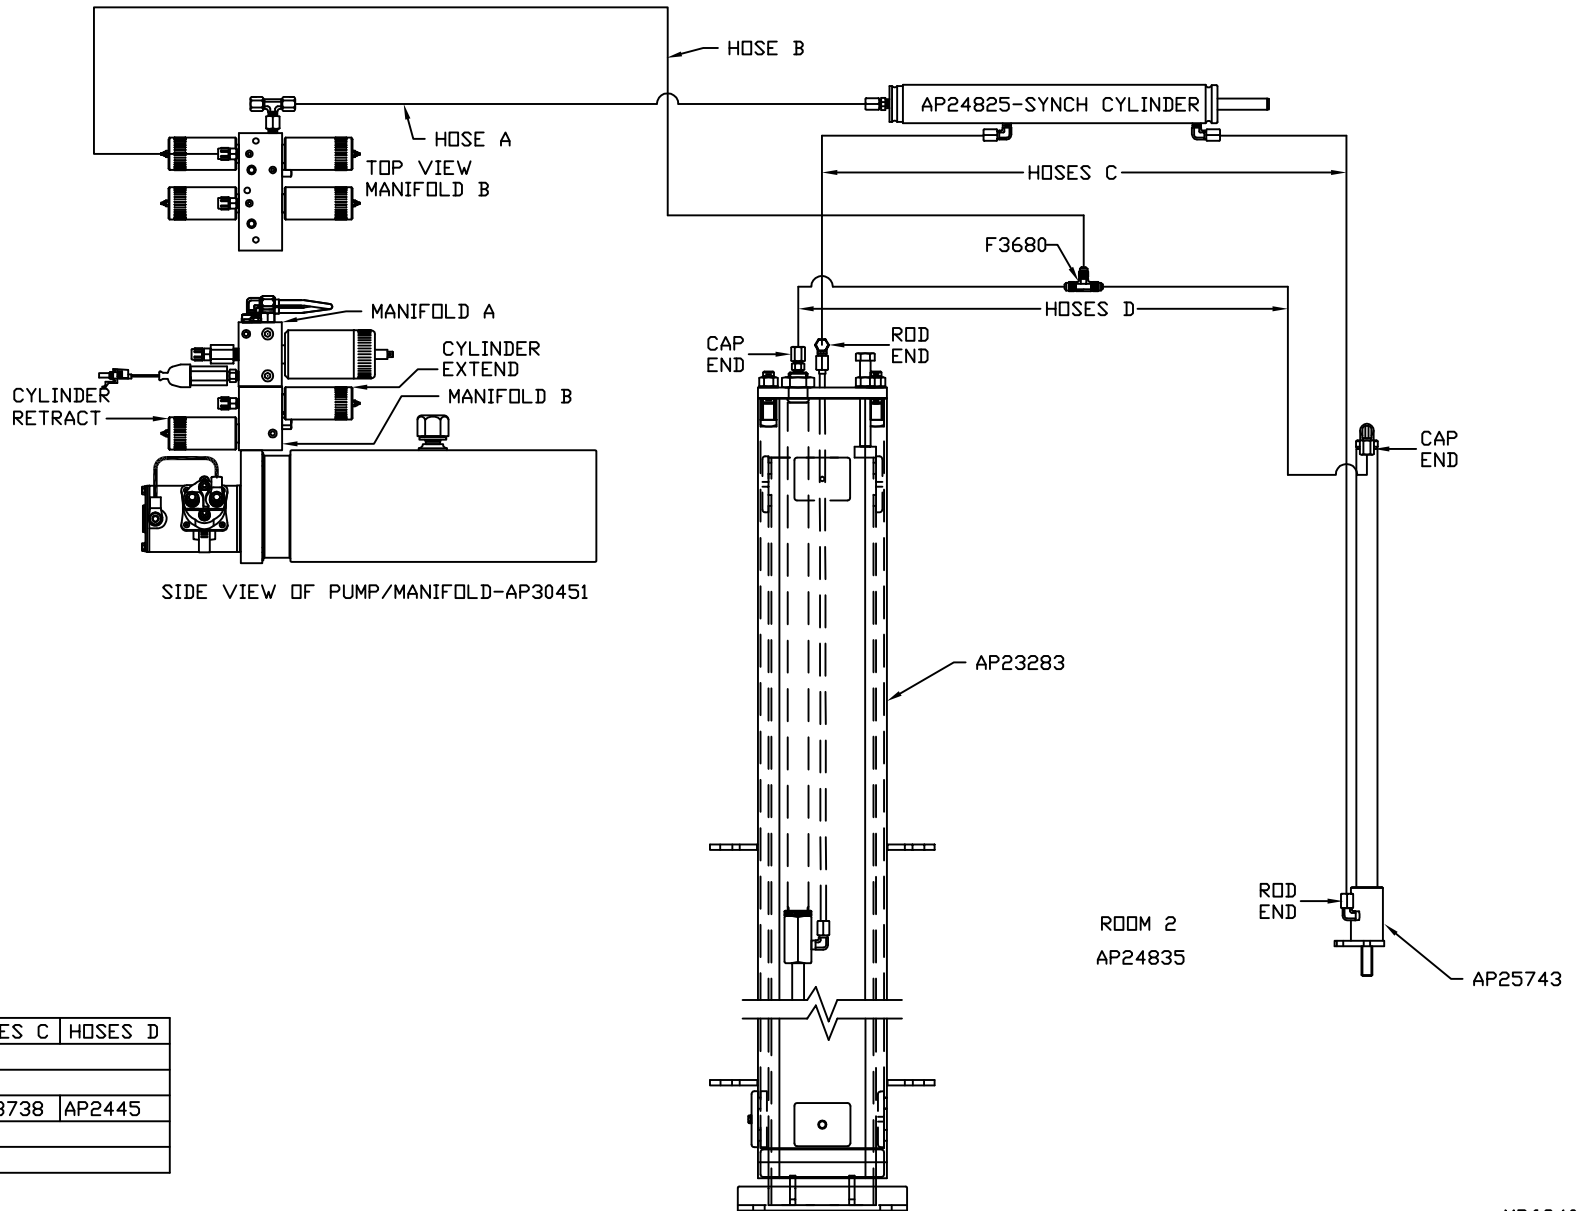 HOSE B
AP24825-SYNCH CYLINDER
HOSE A
TOP VIEW
MANIFOLD B
HOSES C
F3680
HOSES D
MANIFOLD A
CAP
END
ROD
END
CYLINDER
EXTEND
CYLINDER
RETRACT
MANIFOLD B
CAP
END
SIDE VIEW OF PUMP/MANIFOLD-AP30451
AP23283
ROD
END
ROOM 2
AP24835
AP25743
ES C HOSES D
3738 AP2445